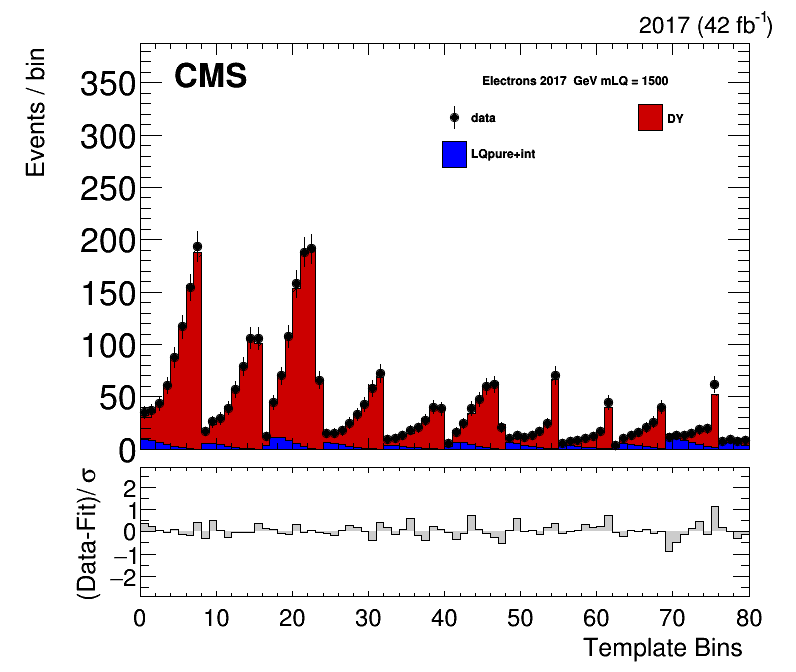 2017 (42 fb-1)
CMS
Electrons 2017 GeV mLQ = 1500
data
DY
LQpure+int
Events / bin
350
300
250
200
150
100
50
0
(Data-Fit)/ σ
2
1
0
−1
−2
0 10 20 30 40 50 60 70 80
Template Bins